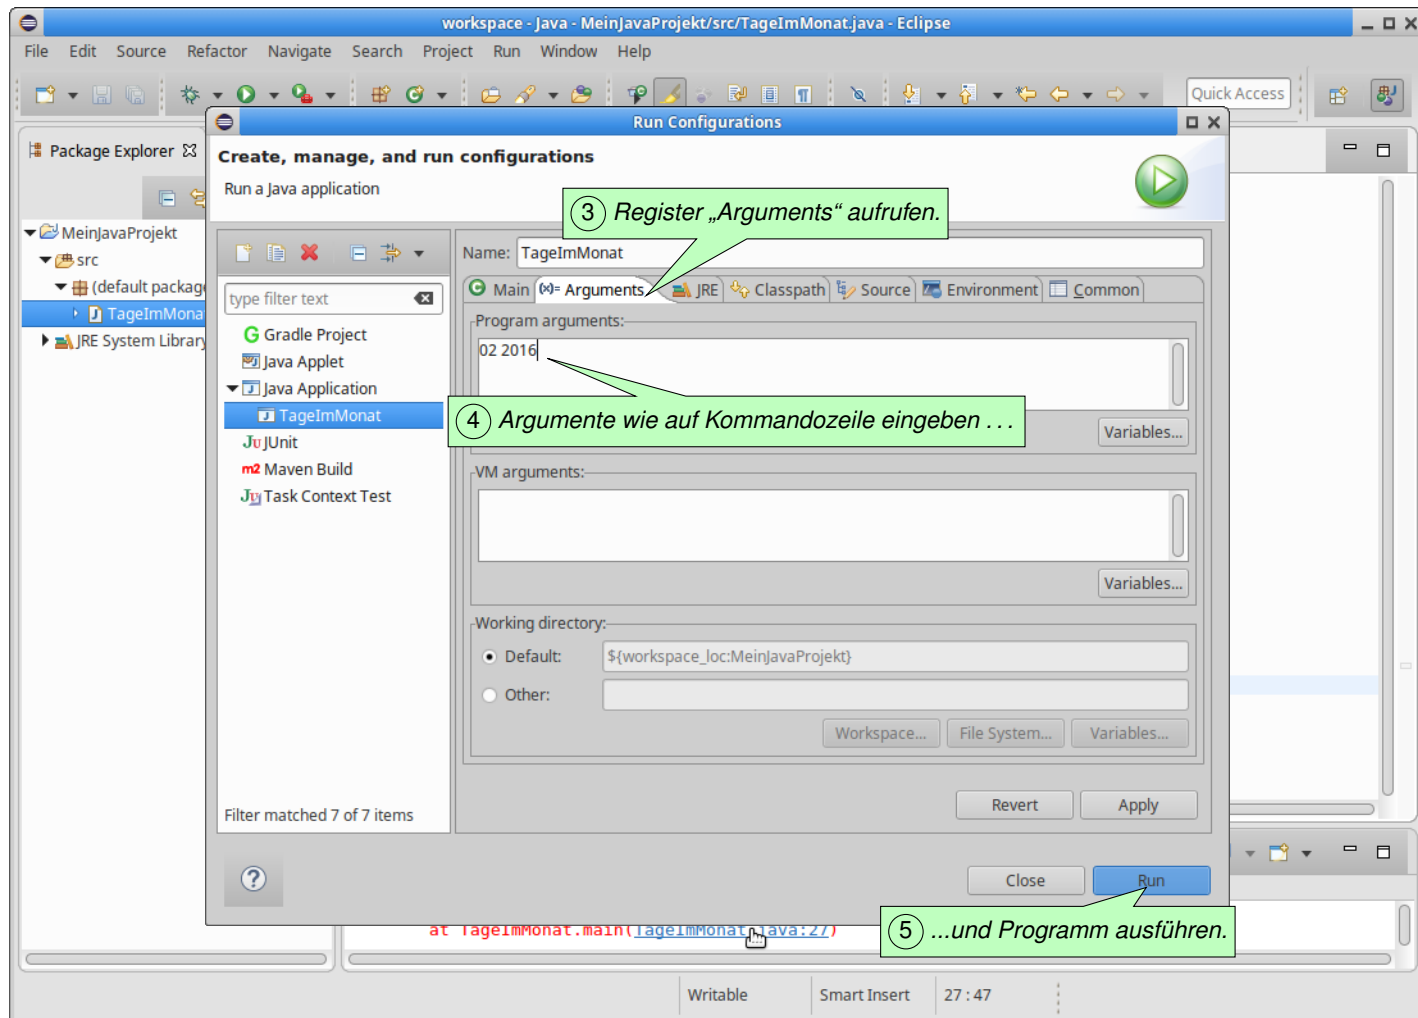 workspace - Java - MeinJavaProjekt/src/TageImMonat.java - Eclipse
File Edit Source Refactor Navigate Search Project Run Window Help
Quick Access
Run Configurations
Package Explorer
Create, manage, and run configurations
Run a Java application
3 Register „Arguments“ aufrufen.
MeinJavaProjekt
src
(default package
TageImMona
JRE System Library
Name: TageImMonat
type filter text
Main (x)= Arguments JRE Classpath Source Environment Common
Gradle Project
Java Applet
Java Application
TageImMonat
JUnit
m2 Maven Build
Task Context Test
Filter matched 7 of 7 items
Program arguments:
02 2016
4 Argumente wie auf Kommandozeile eingeben . . .
Variables...
VM arguments:
Variables...
Working directory:
Default: ${workspace_loc:MeinJavaProjekt}
Other:
Workspace... File System... Variables...
Revert Apply
Close Run
at TageImMonat.main(TageImMonat.java:27)
5 ...und Programm ausführen.
Writable Smart Insert 27 : 47